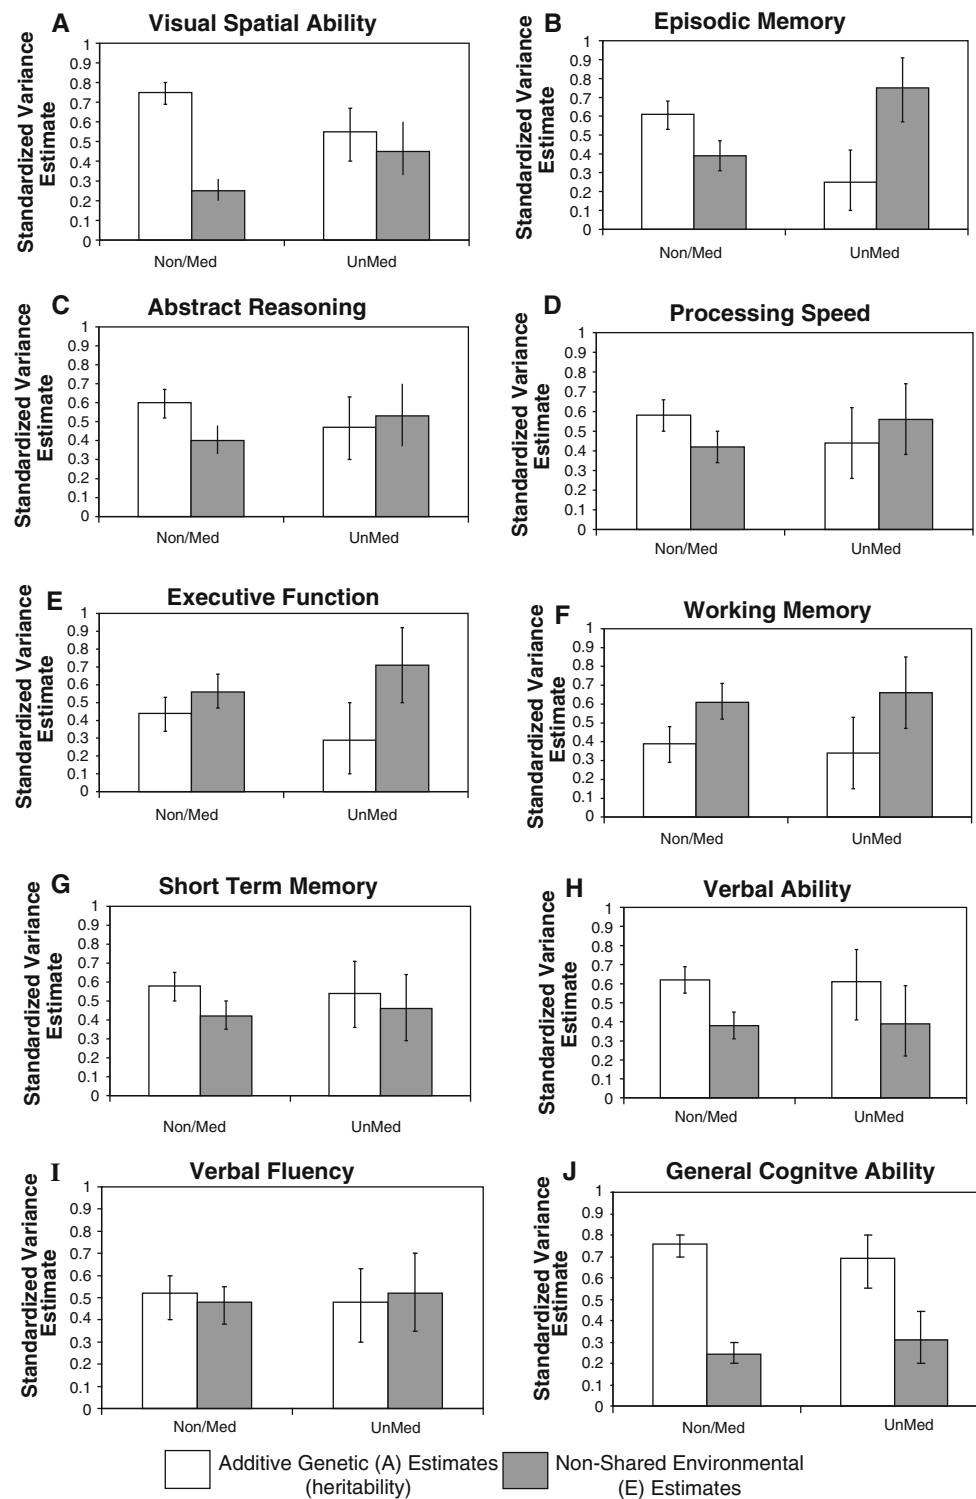 A Visual Spatial Ability
Standardized Variance
Estimate
1
0.9
0.8
0.7
0.6
0.5
0.4
0.3
0.2
0.1
0
Non/Med UnMed
B Episodic Memory
Standardized Variance
Estimate
1
0.9
0.8
0.7
0.6
0.5
0.4
0.3
0.2
0.1
0
Non/Med UnMed
C Abstract Reasoning
Standardized Variance
Estimate
1
0.9
0.8
0.7
0.6
0.5
0.4
0.3
0.2
0.1
0
Non/Med UnMed
D Processing Speed
Standardized Variance
Estimate
1
0.9
0.8
0.7
0.6
0.5
0.4
0.3
0.2
0.1
0
Non/Med UnMed
E Executive Function
Standardized Variance
Estimate
1
0.9
0.8
0.7
0.6
0.5
0.4
0.3
0.2
0.1
0
Non/Med UnMed
F Working Memory
Standardized Variance
Estimate
1
0.9
0.8
0.7
0.6
0.5
0.4
0.3
0.2
0.1
0
Non/Med UnMed
G Short Term Memory
Standardized Variance
Estimate
1
0.9
0.8
0.7
0.6
0.5
0.4
0.3
0.2
0.1
0
Non/Med UnMed
H Verbal Ability
Standardized Variance
Estimate
1
0.9
0.8
0.7
0.6
0.5
0.4
0.3
0.2
0.1
0
Non/Med UnMed
I Verbal Fluency
Standardized Variance
Estimate
1
0.9
0.8
0.7
0.6
0.5
0.4
0.3
0.2
0.1
0
Non/Med UnMed
J General Cognitve Ability
Standardized Variance
Estimate
1
0.9
0.8
0.7
0.6
0.5
0.4
0.3
0.2
0.1
0
Non/Med UnMed
Additive Genetic (A) Estimates
(heritability)
Non-Shared Environmental
(E) Estimates